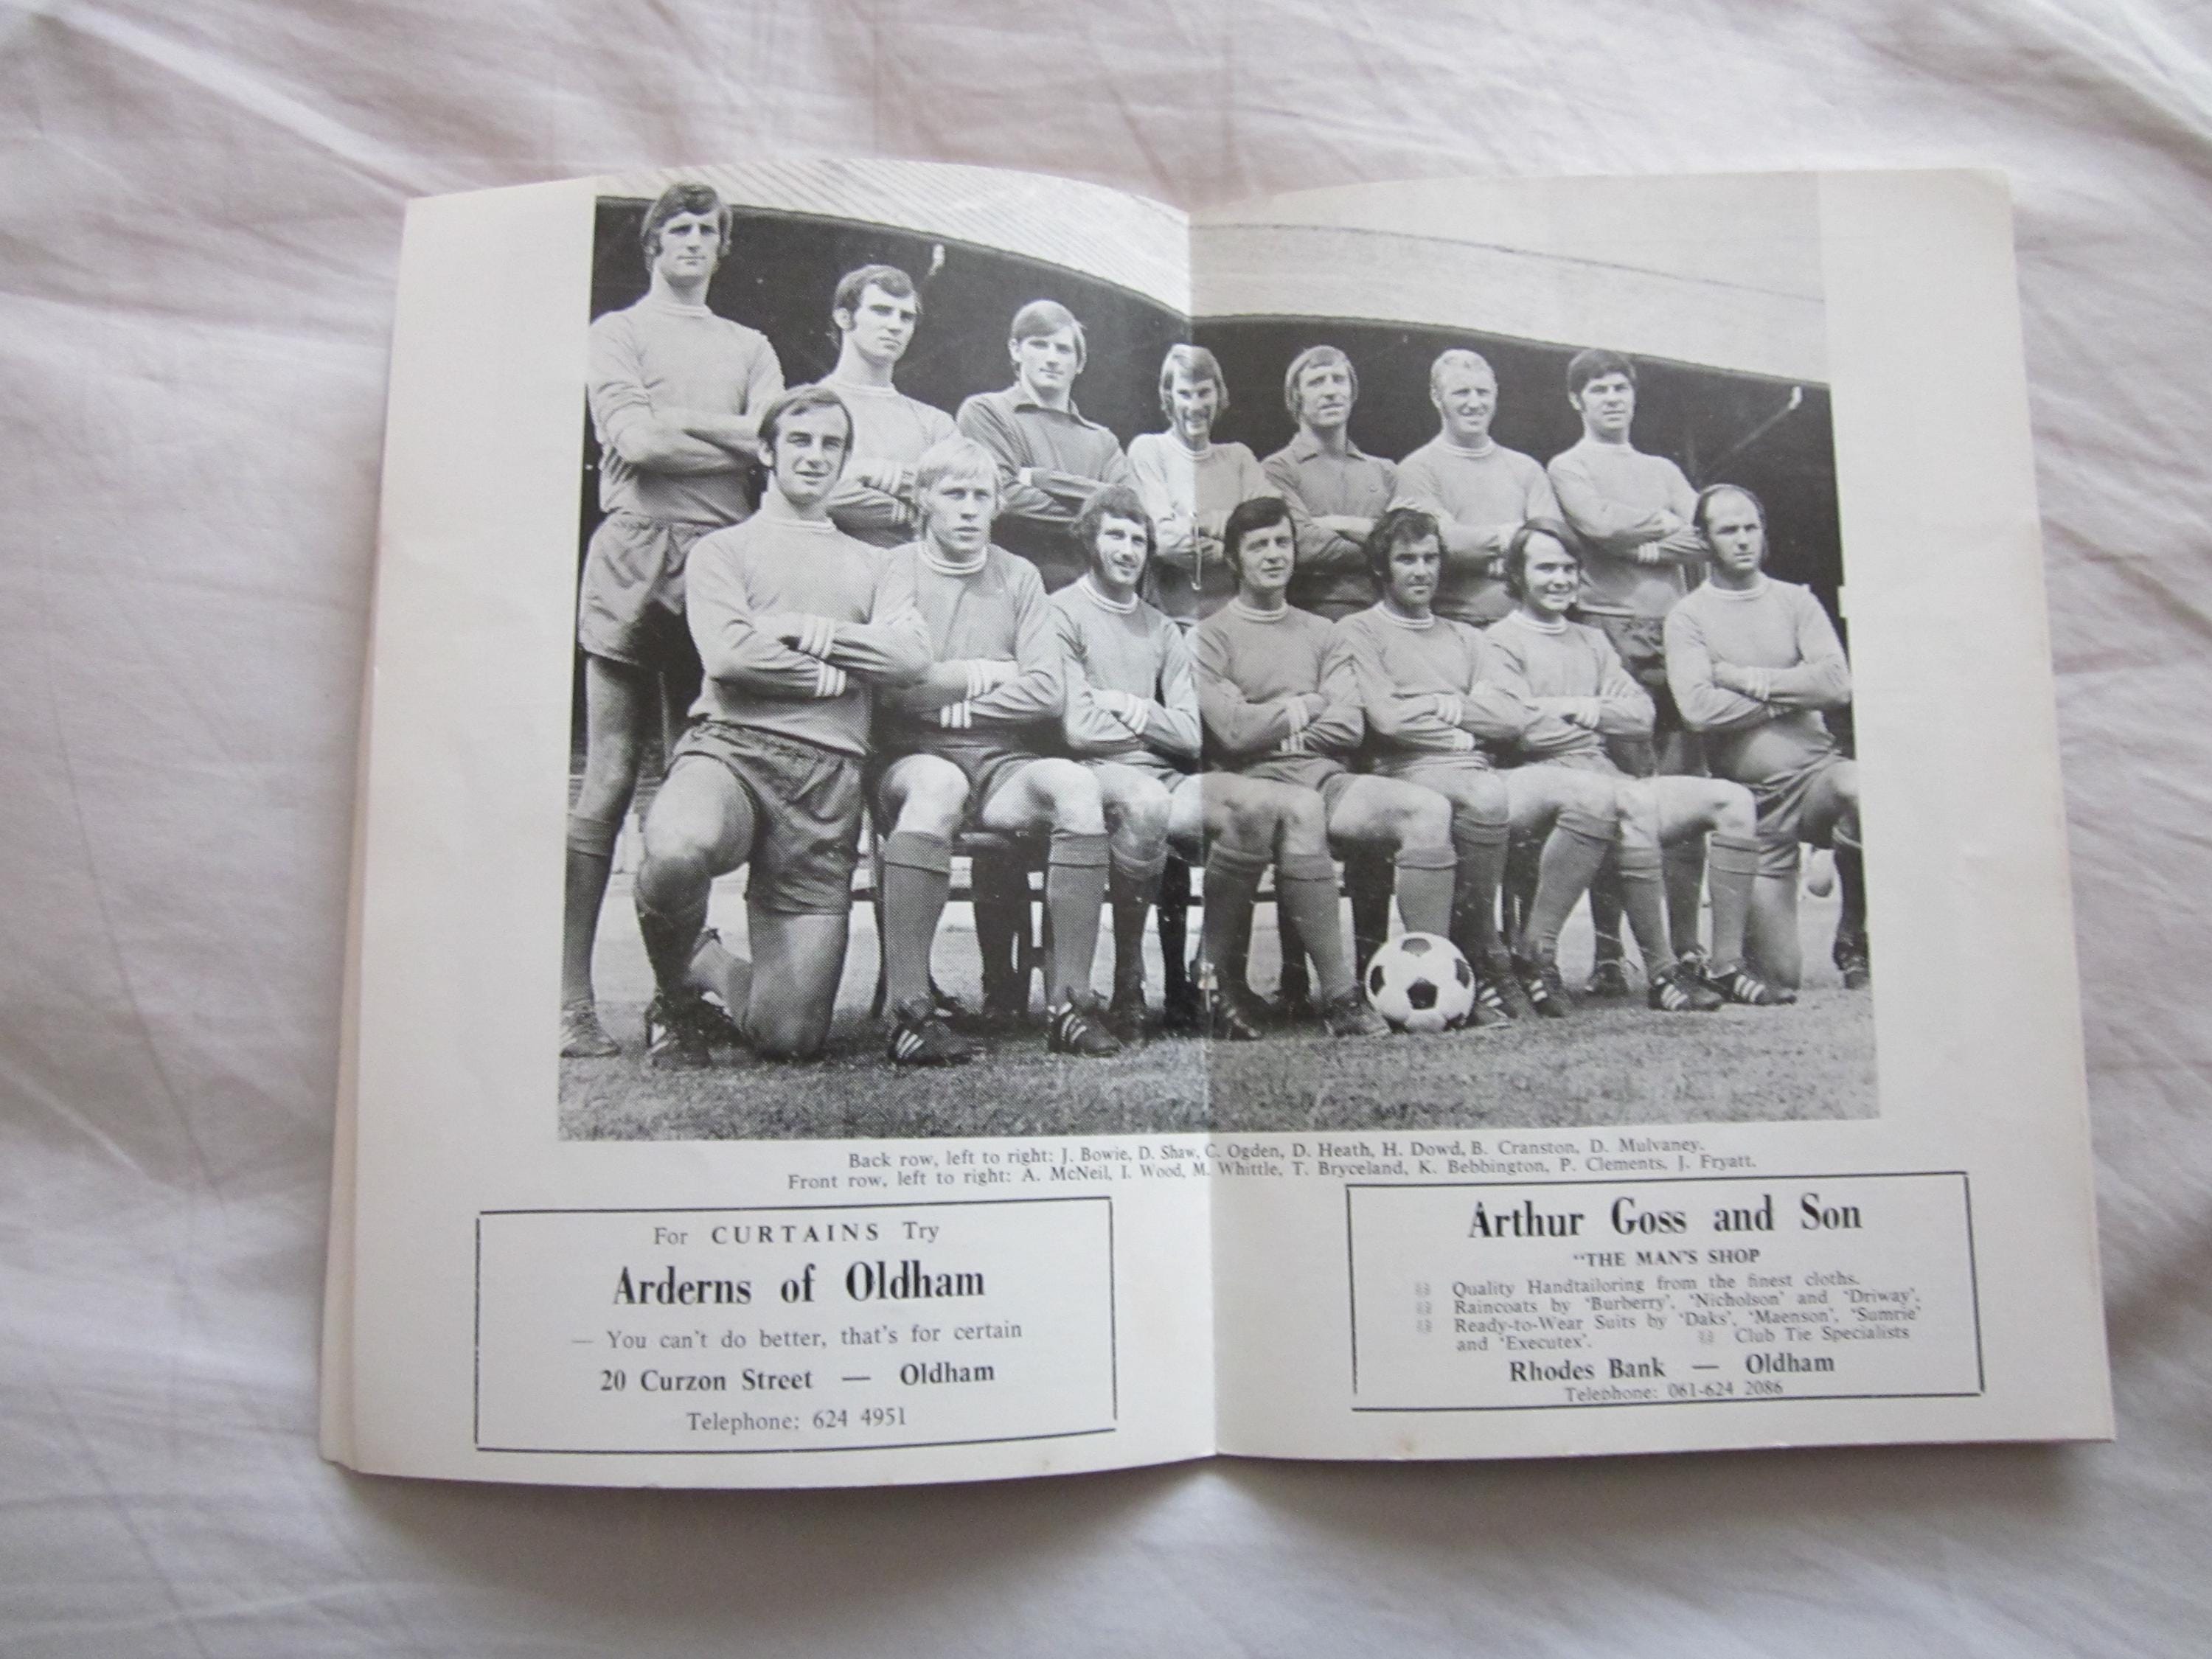 Back row, left to right: J. Bowie, D. Shaw, C. Ogden, D. Heath, H. Dowd, B. Cranston, D. Mulvaney.
Front row, left to right: A. McNeil, I. Wood, M. Whittle, T. Bryceland, K. Bebbington, P. Clements, J. Fryatt.
For CURTAINS Try
Arderns of Oldham
— You can't do better, that's for certain
20 Curzon Street — Oldham
Telephone: 624 4951
Arthur Goss and Son
"THE MAN'S SHOP
Quality Handtailoring from the finest cloths.
Raincoats by 'Burberry', 'Nicholson' and 'Driway'.
Ready-to-Wear Suits by 'Daks', 'Maenson', 'Sumrie'
and 'Executex'. Club Tie Specialists
Rhodes Bank — Oldham
Telephone: 061-624 2086